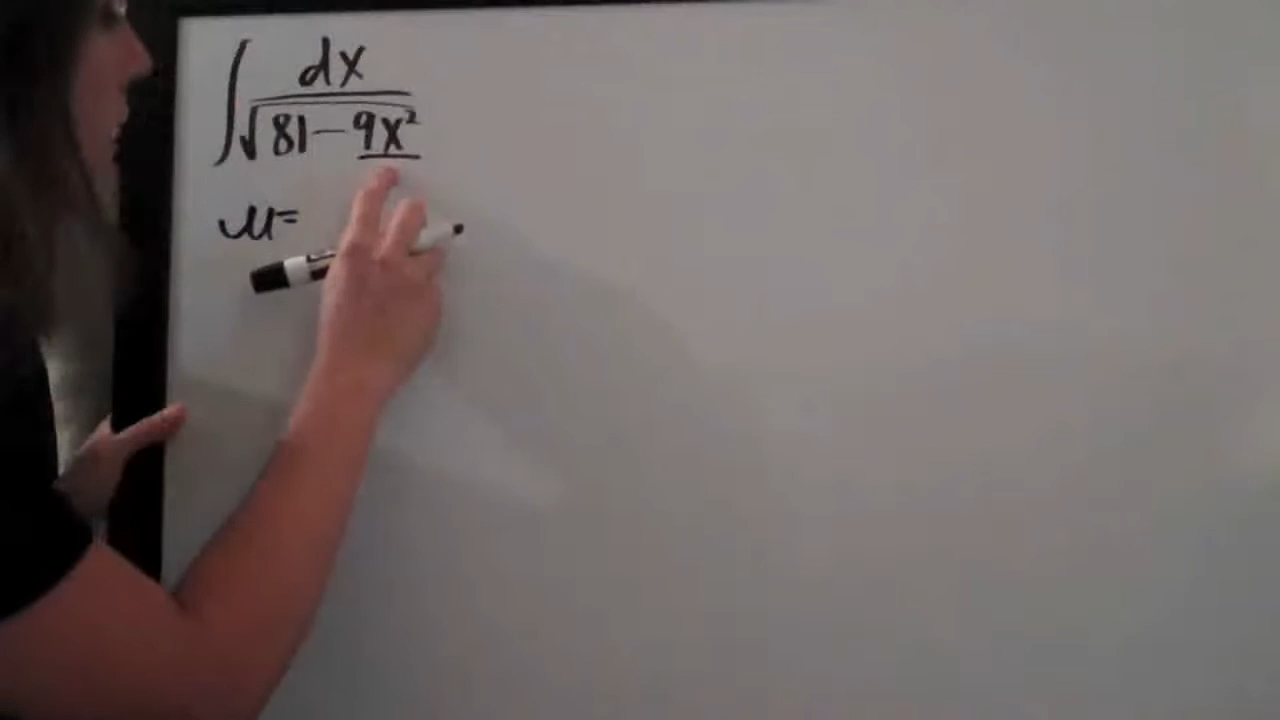 ∫ dx
√81 − 9x²
u=